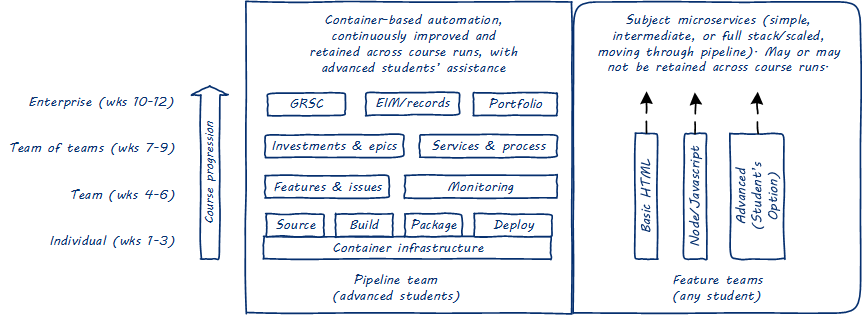 Container-based automation,
continuously improved and
retained across course runs, with
advanced students' assistance
Subject microservices (simple,
intermediate, or full stack/scaled,
moving through pipeline). May or may
not be retained across course runs.
Enterprise (wks 10-12)
Team of teams (wks 7-9)
Team (wks 4-6)
Individual (wks 1-3)
Course progression
GRSC
EIM/records
Portfolio
Investments & epics
Services & process
Features & issues
Monitoring
Source
Build
Package
Deploy
Container infrastructure
Basic HTML
Node/Javascript
Advanced
(Student's
Option)
Pipeline team
(advanced students)
Feature teams
(any student)